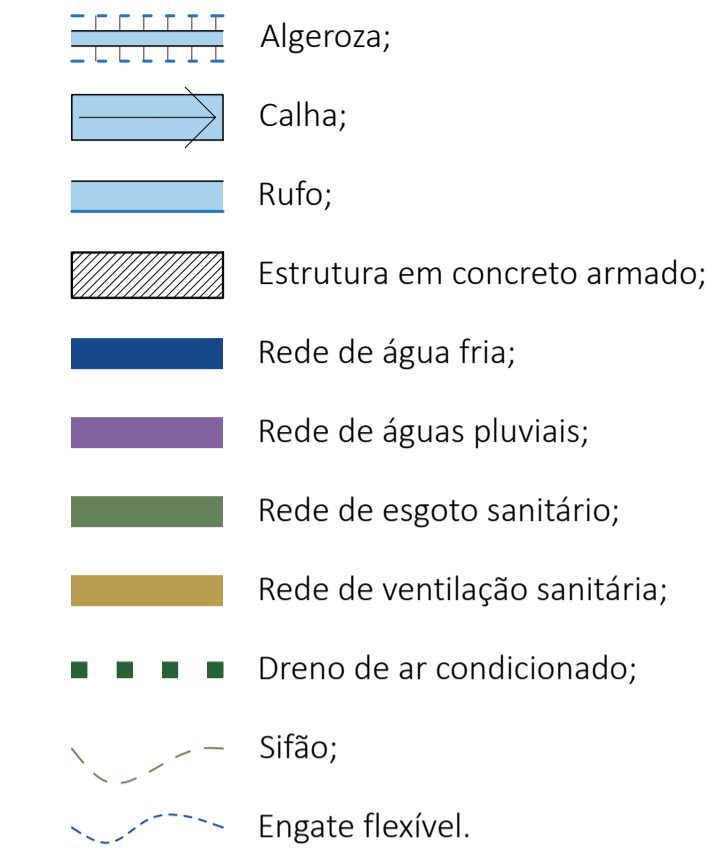 Algeroza;
Calha;
Rufo;
Estrutura em concreto armado;
Rede de água fria;
Rede de águas pluviais;
Rede de esgoto sanitário;
Rede de ventilação sanitária;
Dreno de ar condicionado;
Sifão;
Engate flexível.